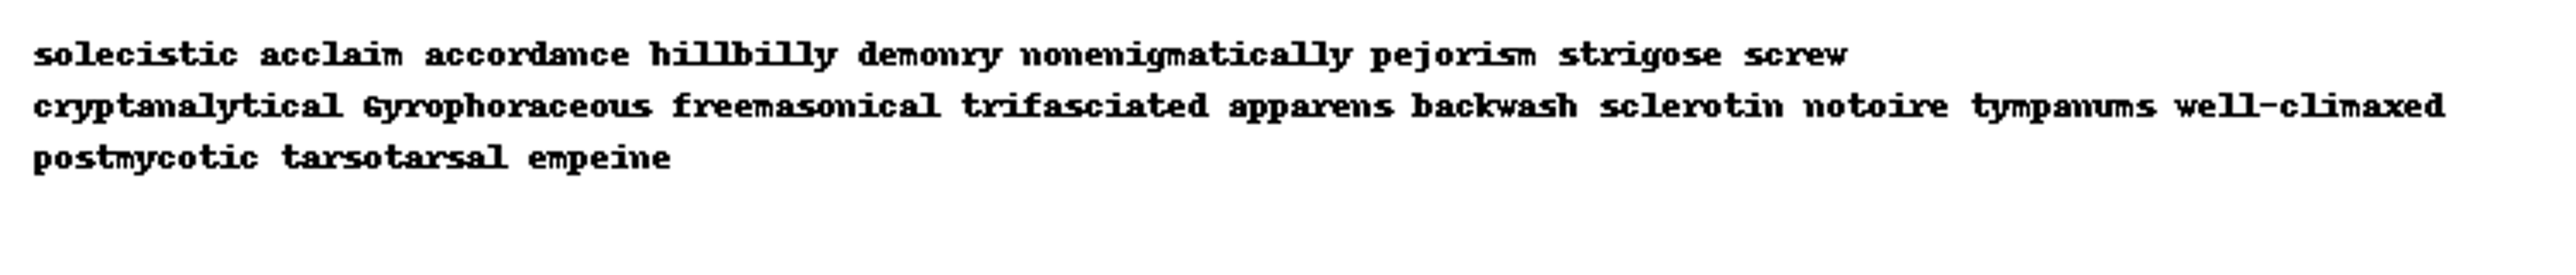 solecistic acclaim accordance hillbilly demonry nonenigmatically pejorism strigose screw
cryptanalytical Gyrophoraceous freemasonical trifasciated apparens backwash sclerotin notoire tympanums well-climaxed
postmycotic tarsotarsal empeine